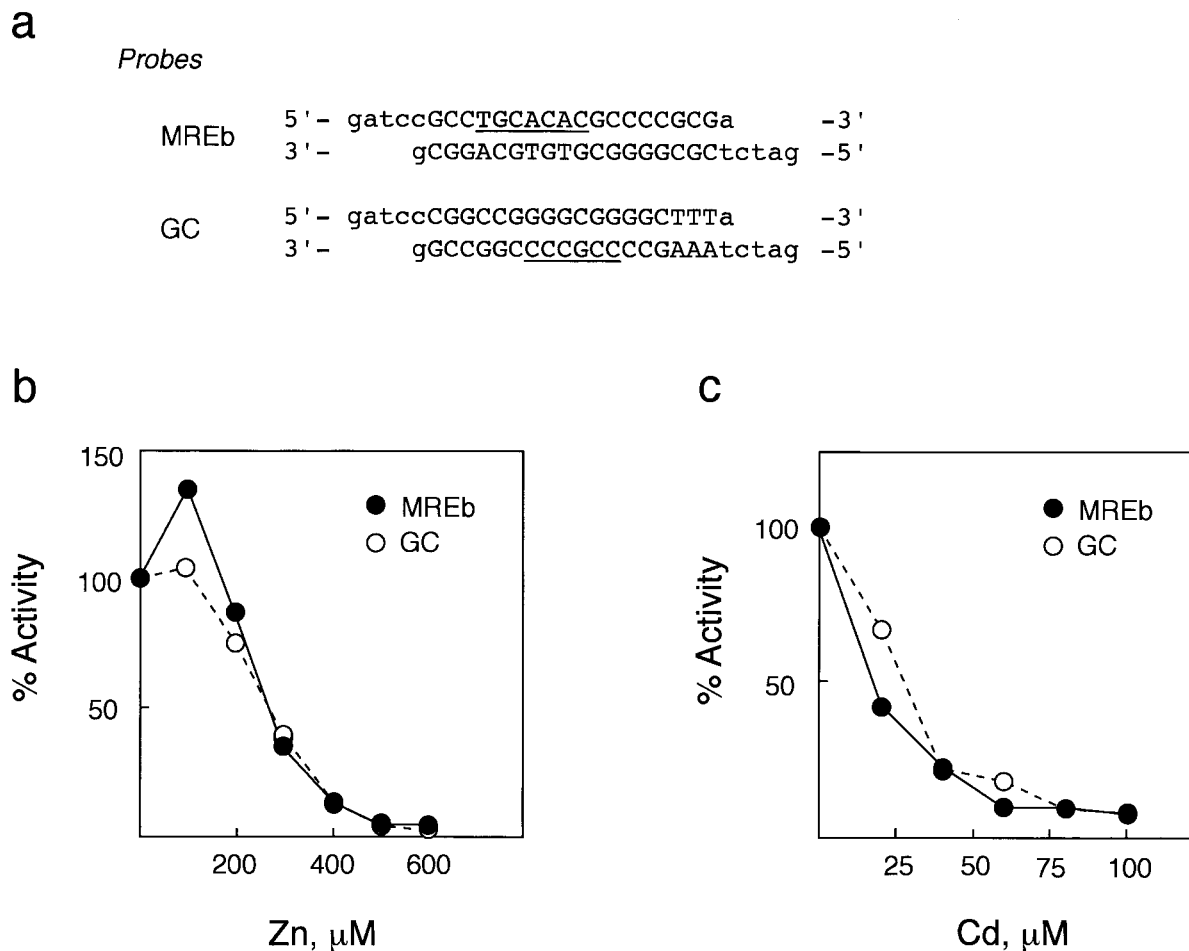 a
Probes
MREb
5'- gatccGCCTGCACACGCCCCGCGa -3'
3'- gCGGACGTGTGCGGGGCGCtctag -5'
GC
5'- gatccCGGCCGGGGCGGGGCTTTa -3'
3'- gGCCGGCCCCGCCCCGAAAtctag -5'
b
150
100
50
% Activity
MREb
GC
200 400 600
Zn, μM
c
100
50
% Activity
MREb
GC
25 50 75 100
Cd, μM